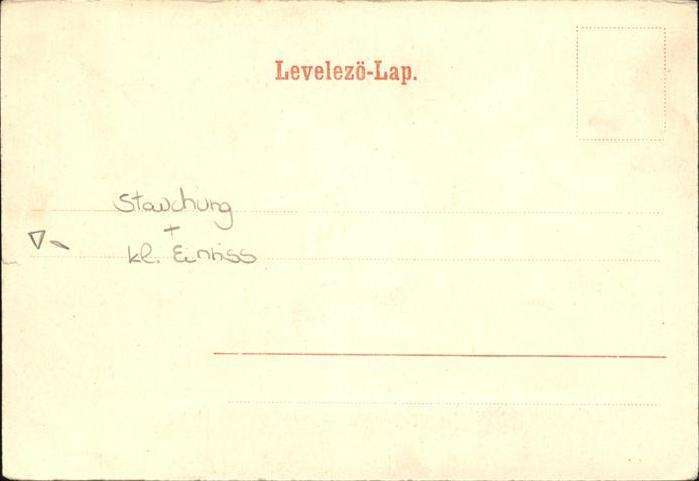 Levelezö-Lap.
Stauchung
+
kl. Einriss